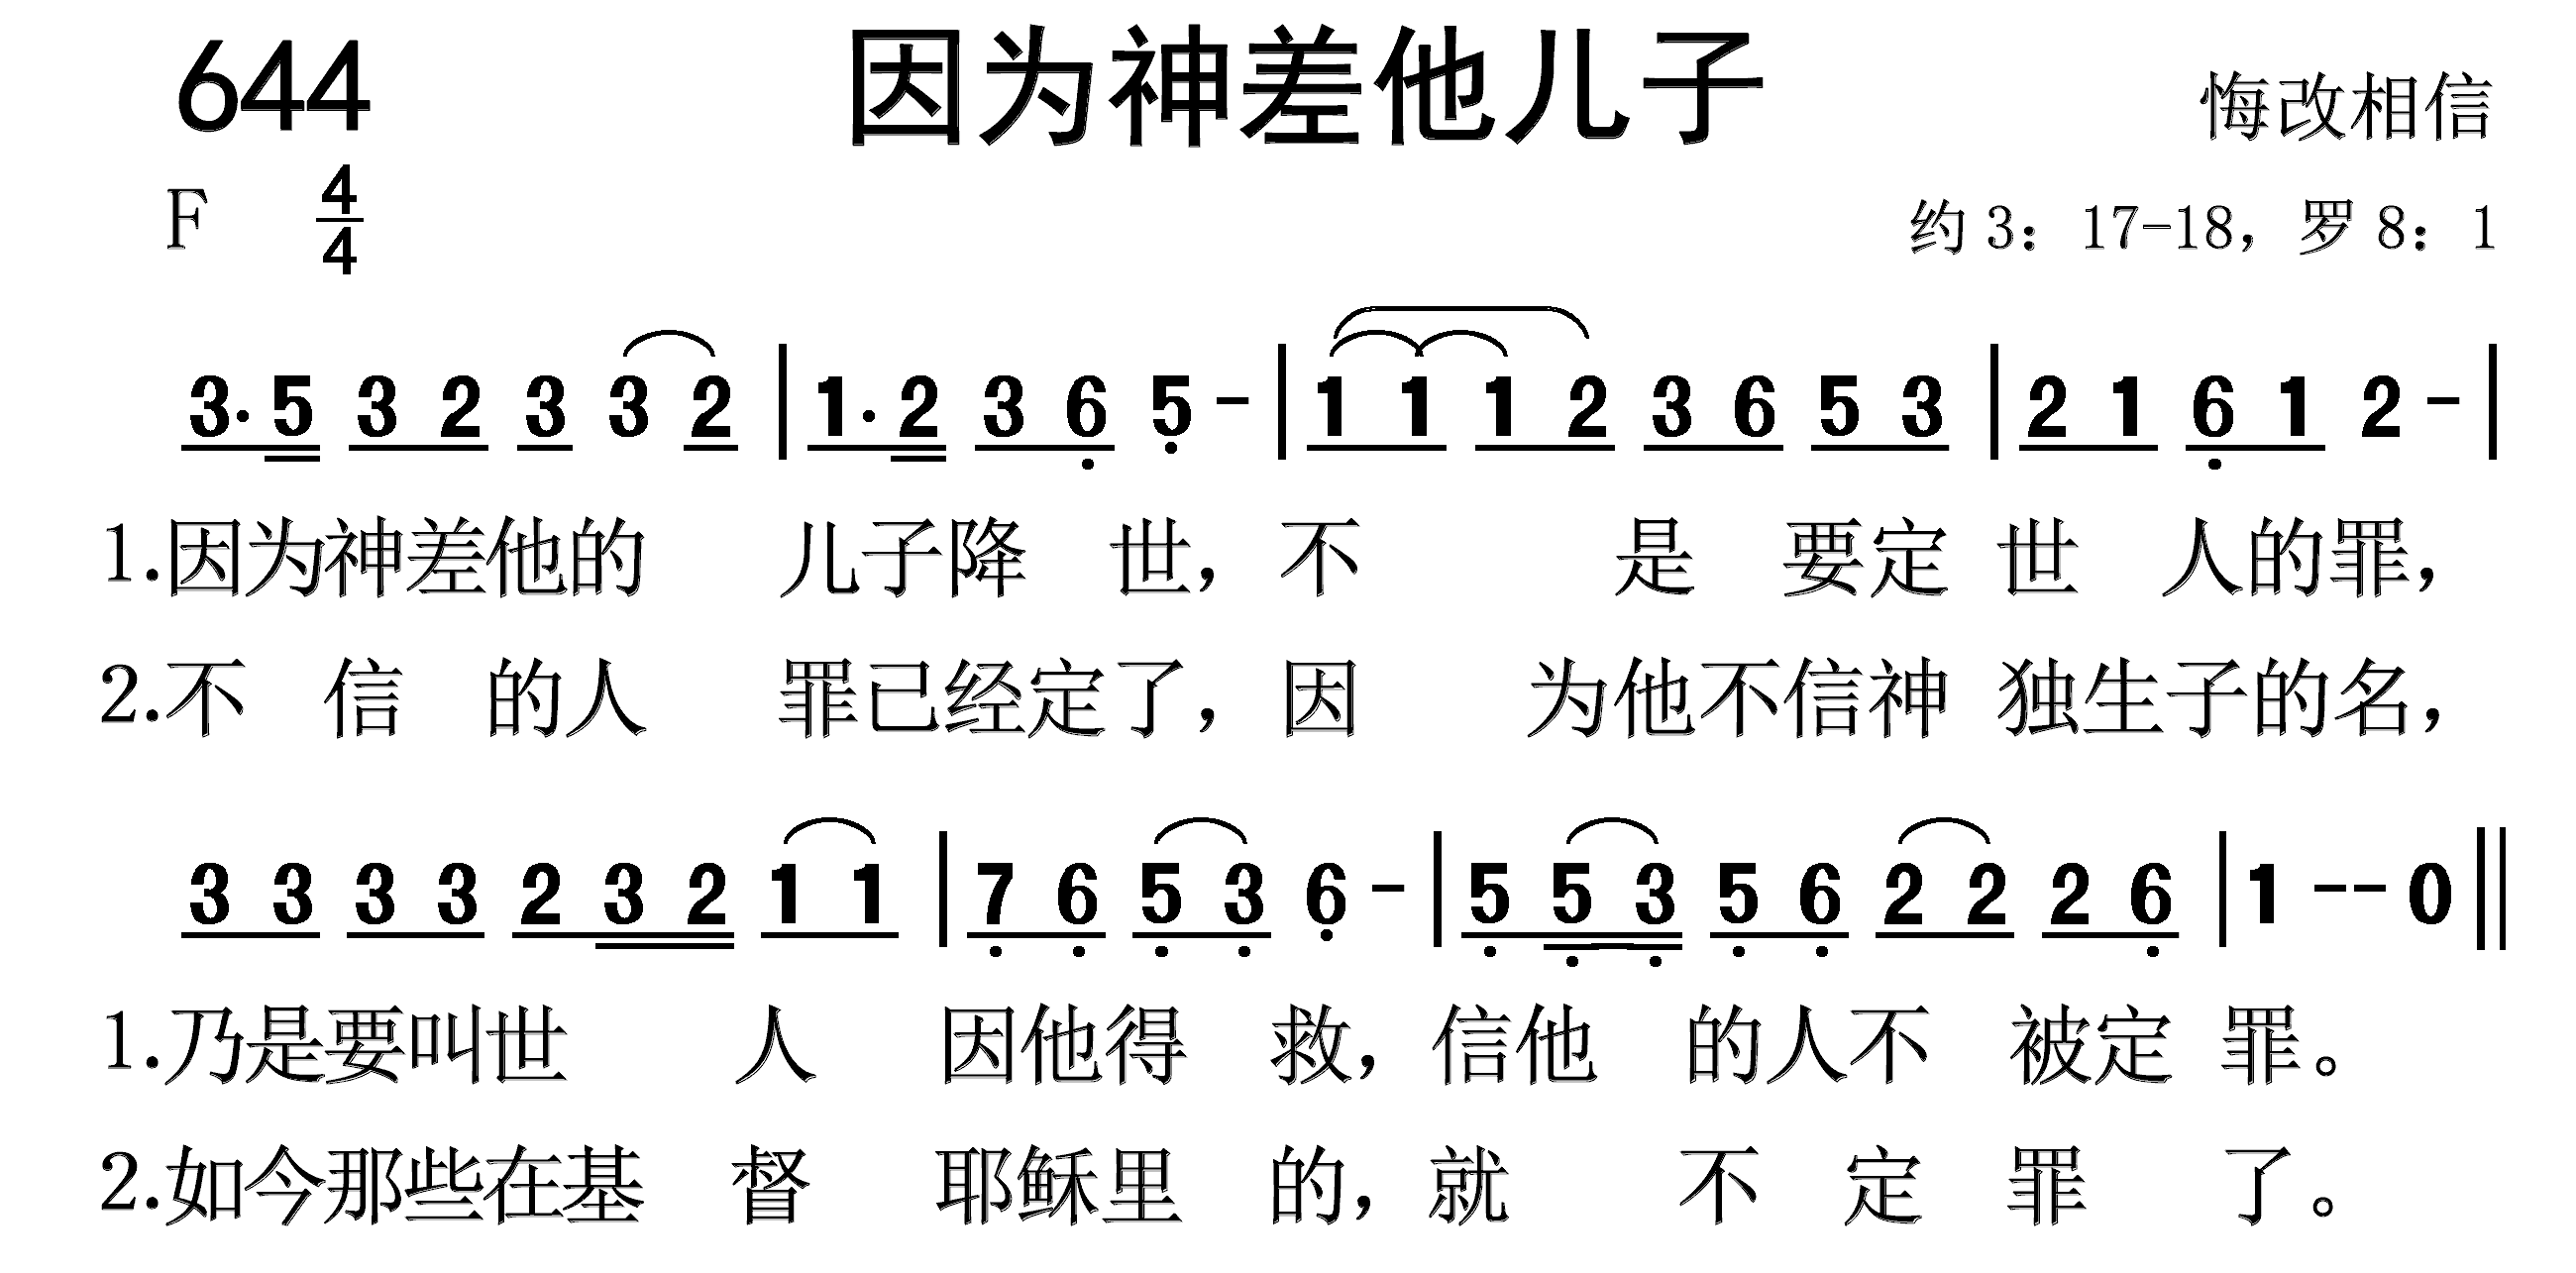 644 因为神差他儿子 悔改相信
F 4/4 约 3：17-18，罗 8：1
3. 5 3 2 3 3 2 | 1. 2 3 6 5 - | 1 1 1 2 3 6 5 3 | 2 1 6 1 2 - |
1.因为神差他的 儿子降 世，不 是 要定 世 人的罪，
2.不 信 的人 罪已经定了，因 为他不信神 独生子的名，
3 3 3 3 2 3 2 1 1 | 7 6 5 3 6 - | 5 5 3 5 6 2 2 2 6 | 1 -- 0 ||
1.乃是要叫世 人 因他得 救，信他 的人不 被定 罪。
2.如今那些在基 督 耶稣里 的，就 不 定 罪 了。